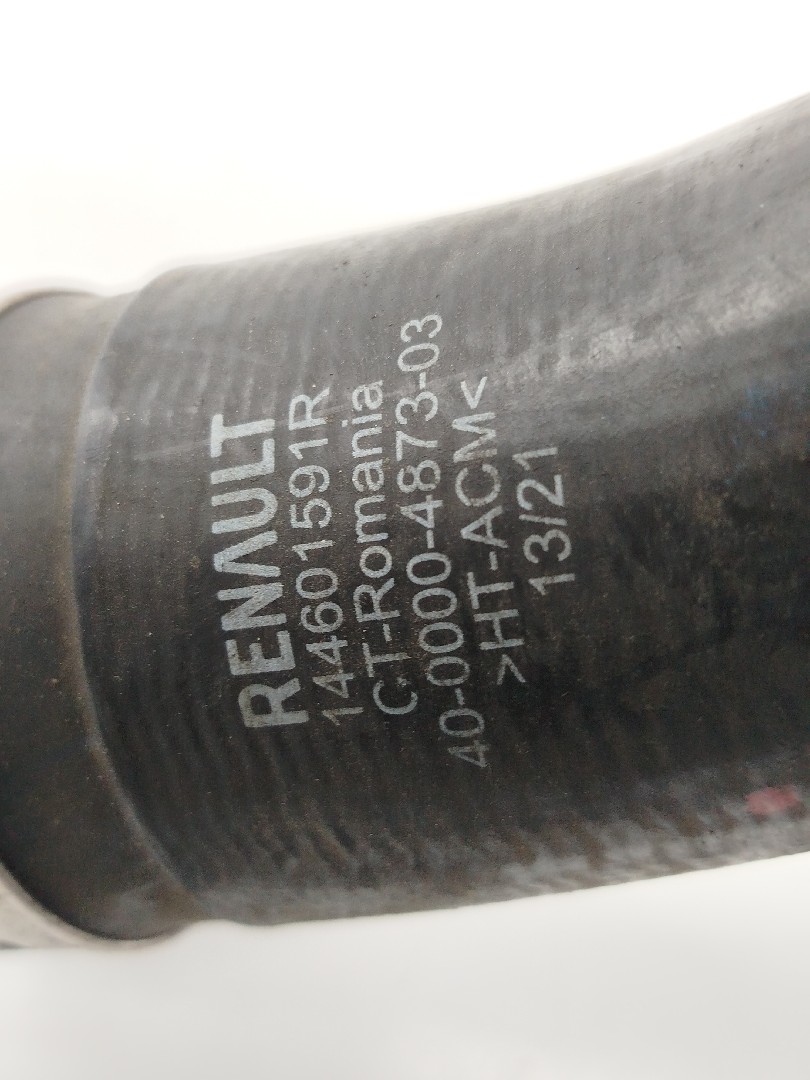 RENAULT
144601591R
CT-Romania
40-0000-4873-03
>HT-ACM<
13/21